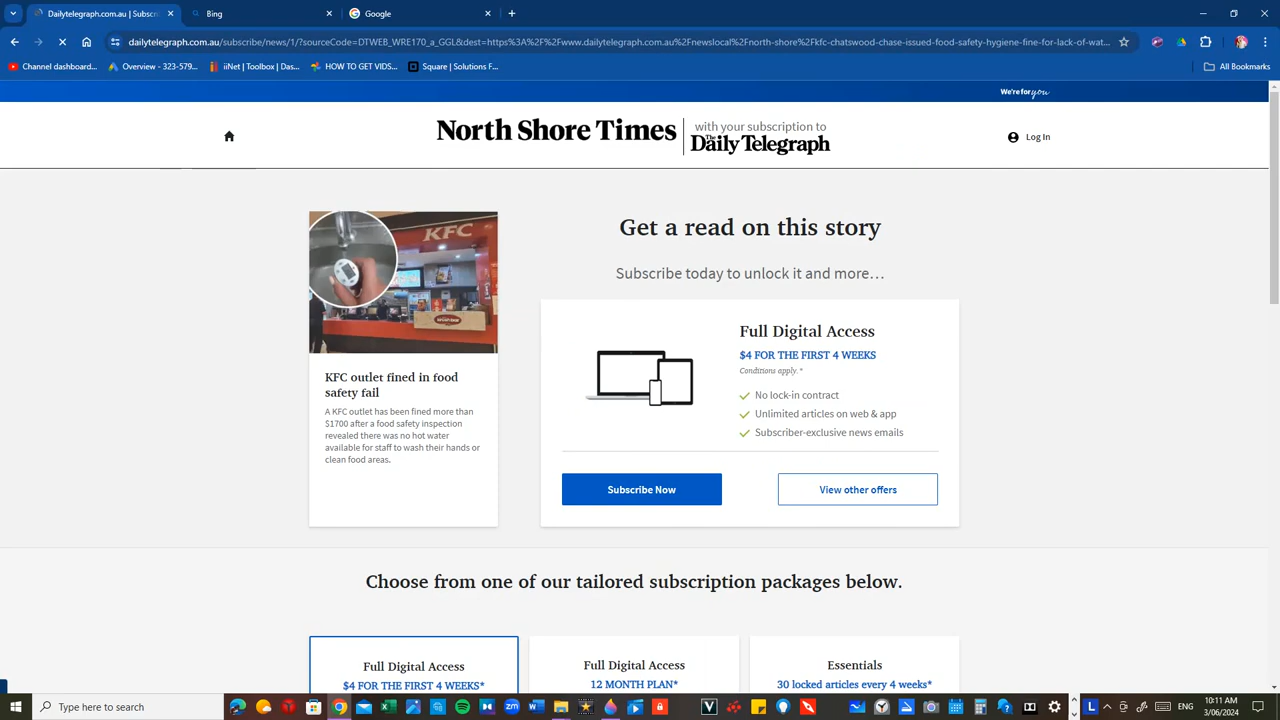 Dailytelegraph.com.au | Subscri
Bing
Google
dailytelegraph.com.au/subscribe/news/1/?sourceCode=DTWEB_WRE170_a_GGL&dest=https%3A%2F%2Fwww.dailytelegraph.com.au%2Fnewslocal%2Fnorth-shore%2Fkfc-chatswood-chase-issued-food-safety-hygiene-fine-for-lack-of-wat...
Channel dashboard...
Overview - 323-579...
iiNet | Toolbox | Das...
HOW TO GET VIDS...
Square | Solutions F...
All Bookmarks
We're for you
North Shore Times
with your subscription to
The Daily Telegraph
Log In
KFC
Get a read on this story
Subscribe today to unlock it and more...
Full Digital Access
$4 FOR THE FIRST 4 WEEKS
Conditions apply.*
No lock-in contract
Unlimited articles on web & app
Subscriber-exclusive news emails
Subscribe Now
View other offers
KFC outlet fined in food
safety fail
A KFC outlet has been fined more than
$1700 after a food safety inspection
revealed there was no hot water
available for staff to wash their hands or
clean food areas.
Choose from one of our tailored subscription packages below.
Full Digital Access
$4 FOR THE FIRST 4 WEEKS*
Full Digital Access
12 MONTH PLAN*
Essentials
30 locked articles every 4 weeks*
Type here to search
ENG
10:11 AM
3/06/2024